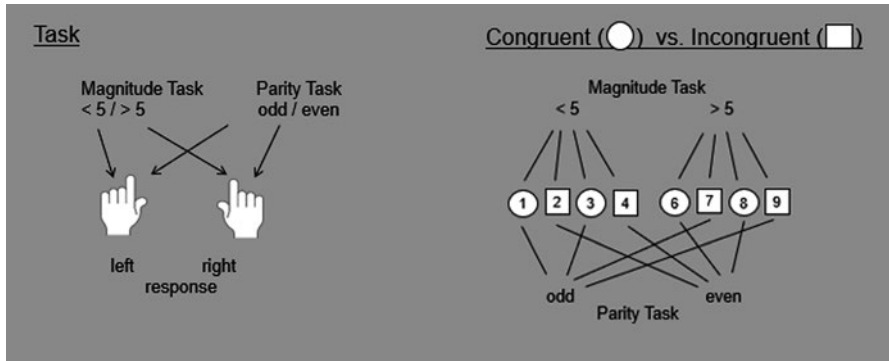 Task
Magnitude Task
< 5 / > 5
Parity Task
odd / even
left
right
response
Congruent ( ) vs. Incongruent ( )
Magnitude Task
< 5
> 5
1 2 3 4 6 7 8 9
odd
even
Parity Task